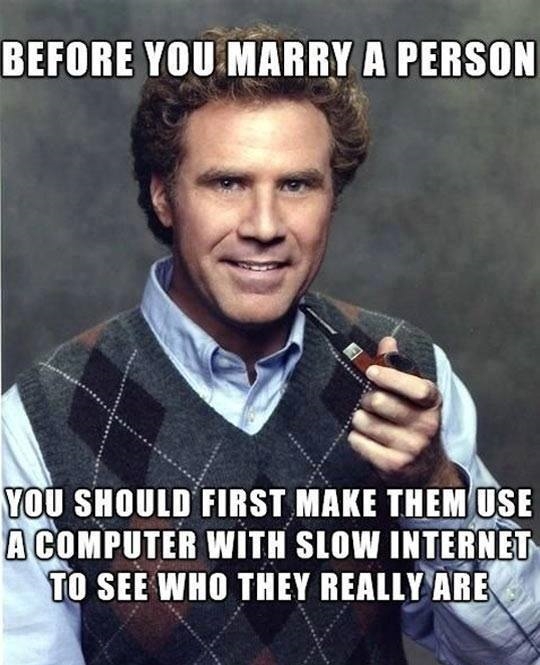 BEFORE YOU MARRY A PERSON
YOU SHOULD FIRST MAKE THEM USE
A COMPUTER WITH SLOW INTERNET
TO SEE WHO THEY REALLY ARE